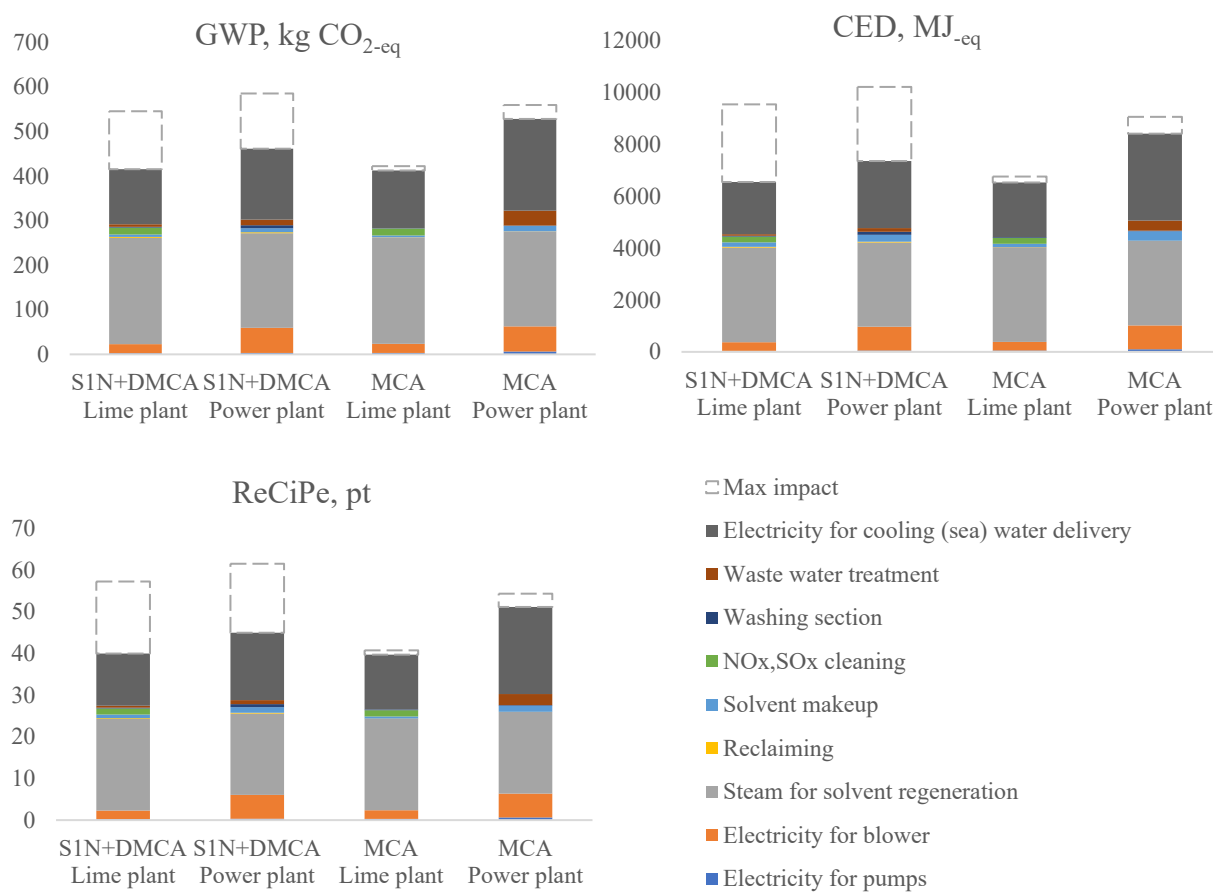 GWP, kg CO2-eq
700
600
500
400
300
200
100
0
S1N+DMCA
Lime plant
S1N+DMCA
Power plant
MCA
Lime plant
MCA
Power plant
CED, MJ-eq
12000
10000
8000
6000
4000
2000
0
S1N+DMCA
Lime plant
S1N+DMCA
Power plant
MCA
Lime plant
MCA
Power plant
ReCiPe, pt
70
60
50
40
30
20
10
0
S1N+DMCA
Lime plant
S1N+DMCA
Power plant
MCA
Lime plant
MCA
Power plant
Max impact
Electricity for cooling (sea) water delivery
Waste water treatment
Washing section
NOx,SOx cleaning
Solvent makeup
Reclaiming
Steam for solvent regeneration
Electricity for blower
Electricity for pumps